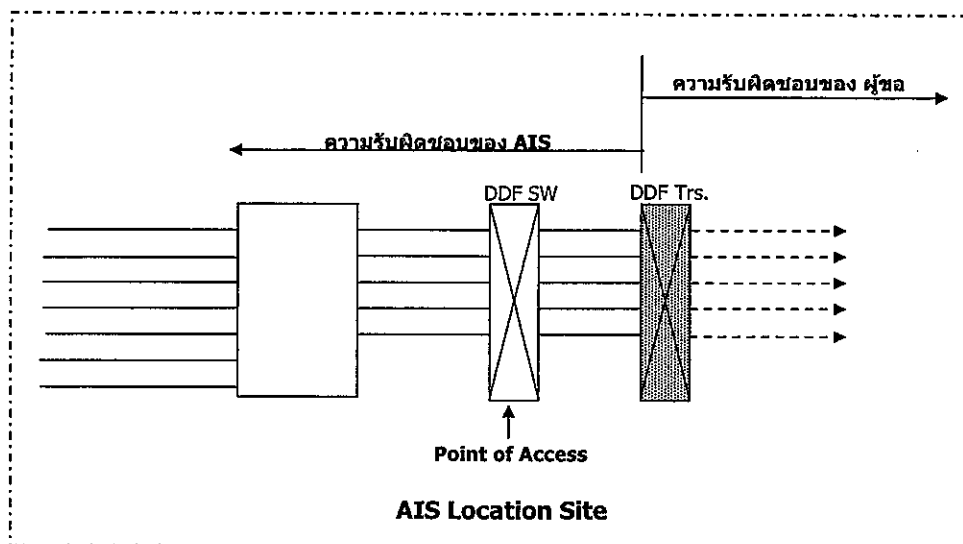 ความรับผิดชอบของ ผู้ขอ
ความรับผิดชอบของ AIS
DDF SW
DDF Trs.
Point of Access
AIS Location Site